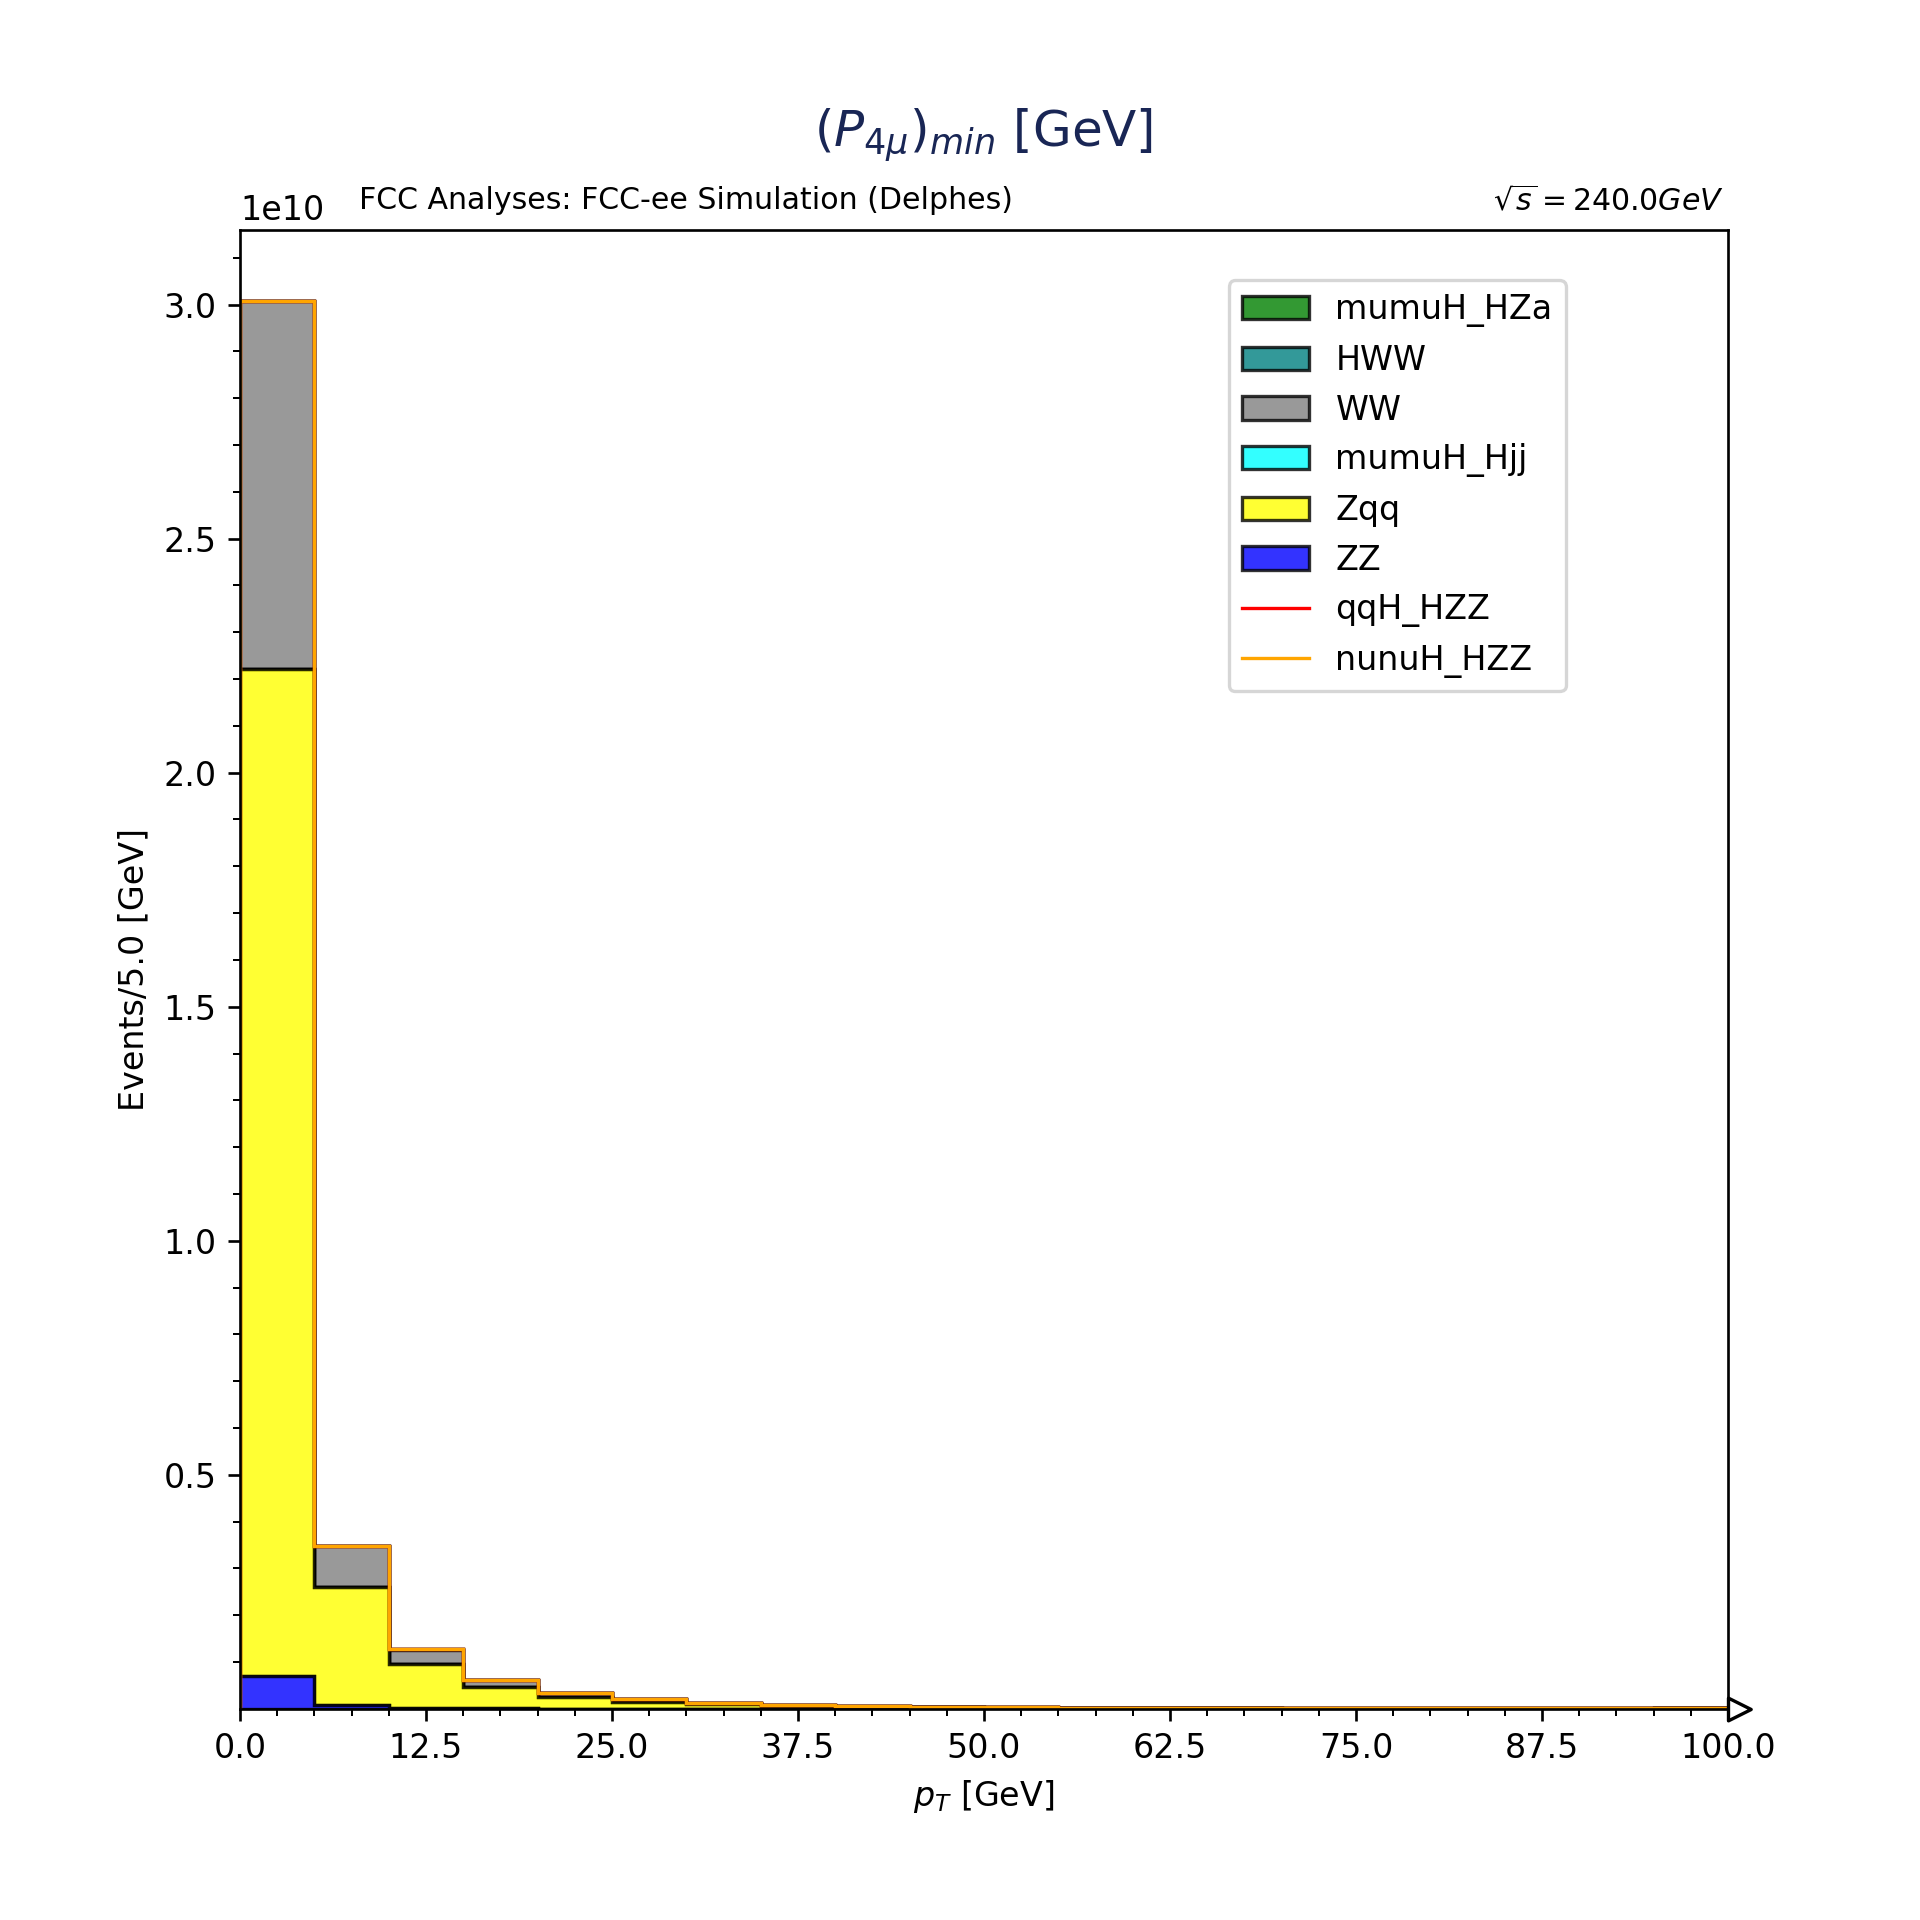 (P4μ)min [GeV]
1e10 FCC Analyses: FCC-ee Simulation (Delphes) √s = 240.0GeV
3.0
2.5
2.0
1.5
1.0
0.5
Events/5.0 [GeV]
mumuH_HZa
HWW
WW
mumuH_Hjj
Zqq
ZZ
qqH_HZZ
nunuH_HZZ
0.0 12.5 25.0 37.5 50.0 62.5 75.0 87.5 100.0
pT [GeV]